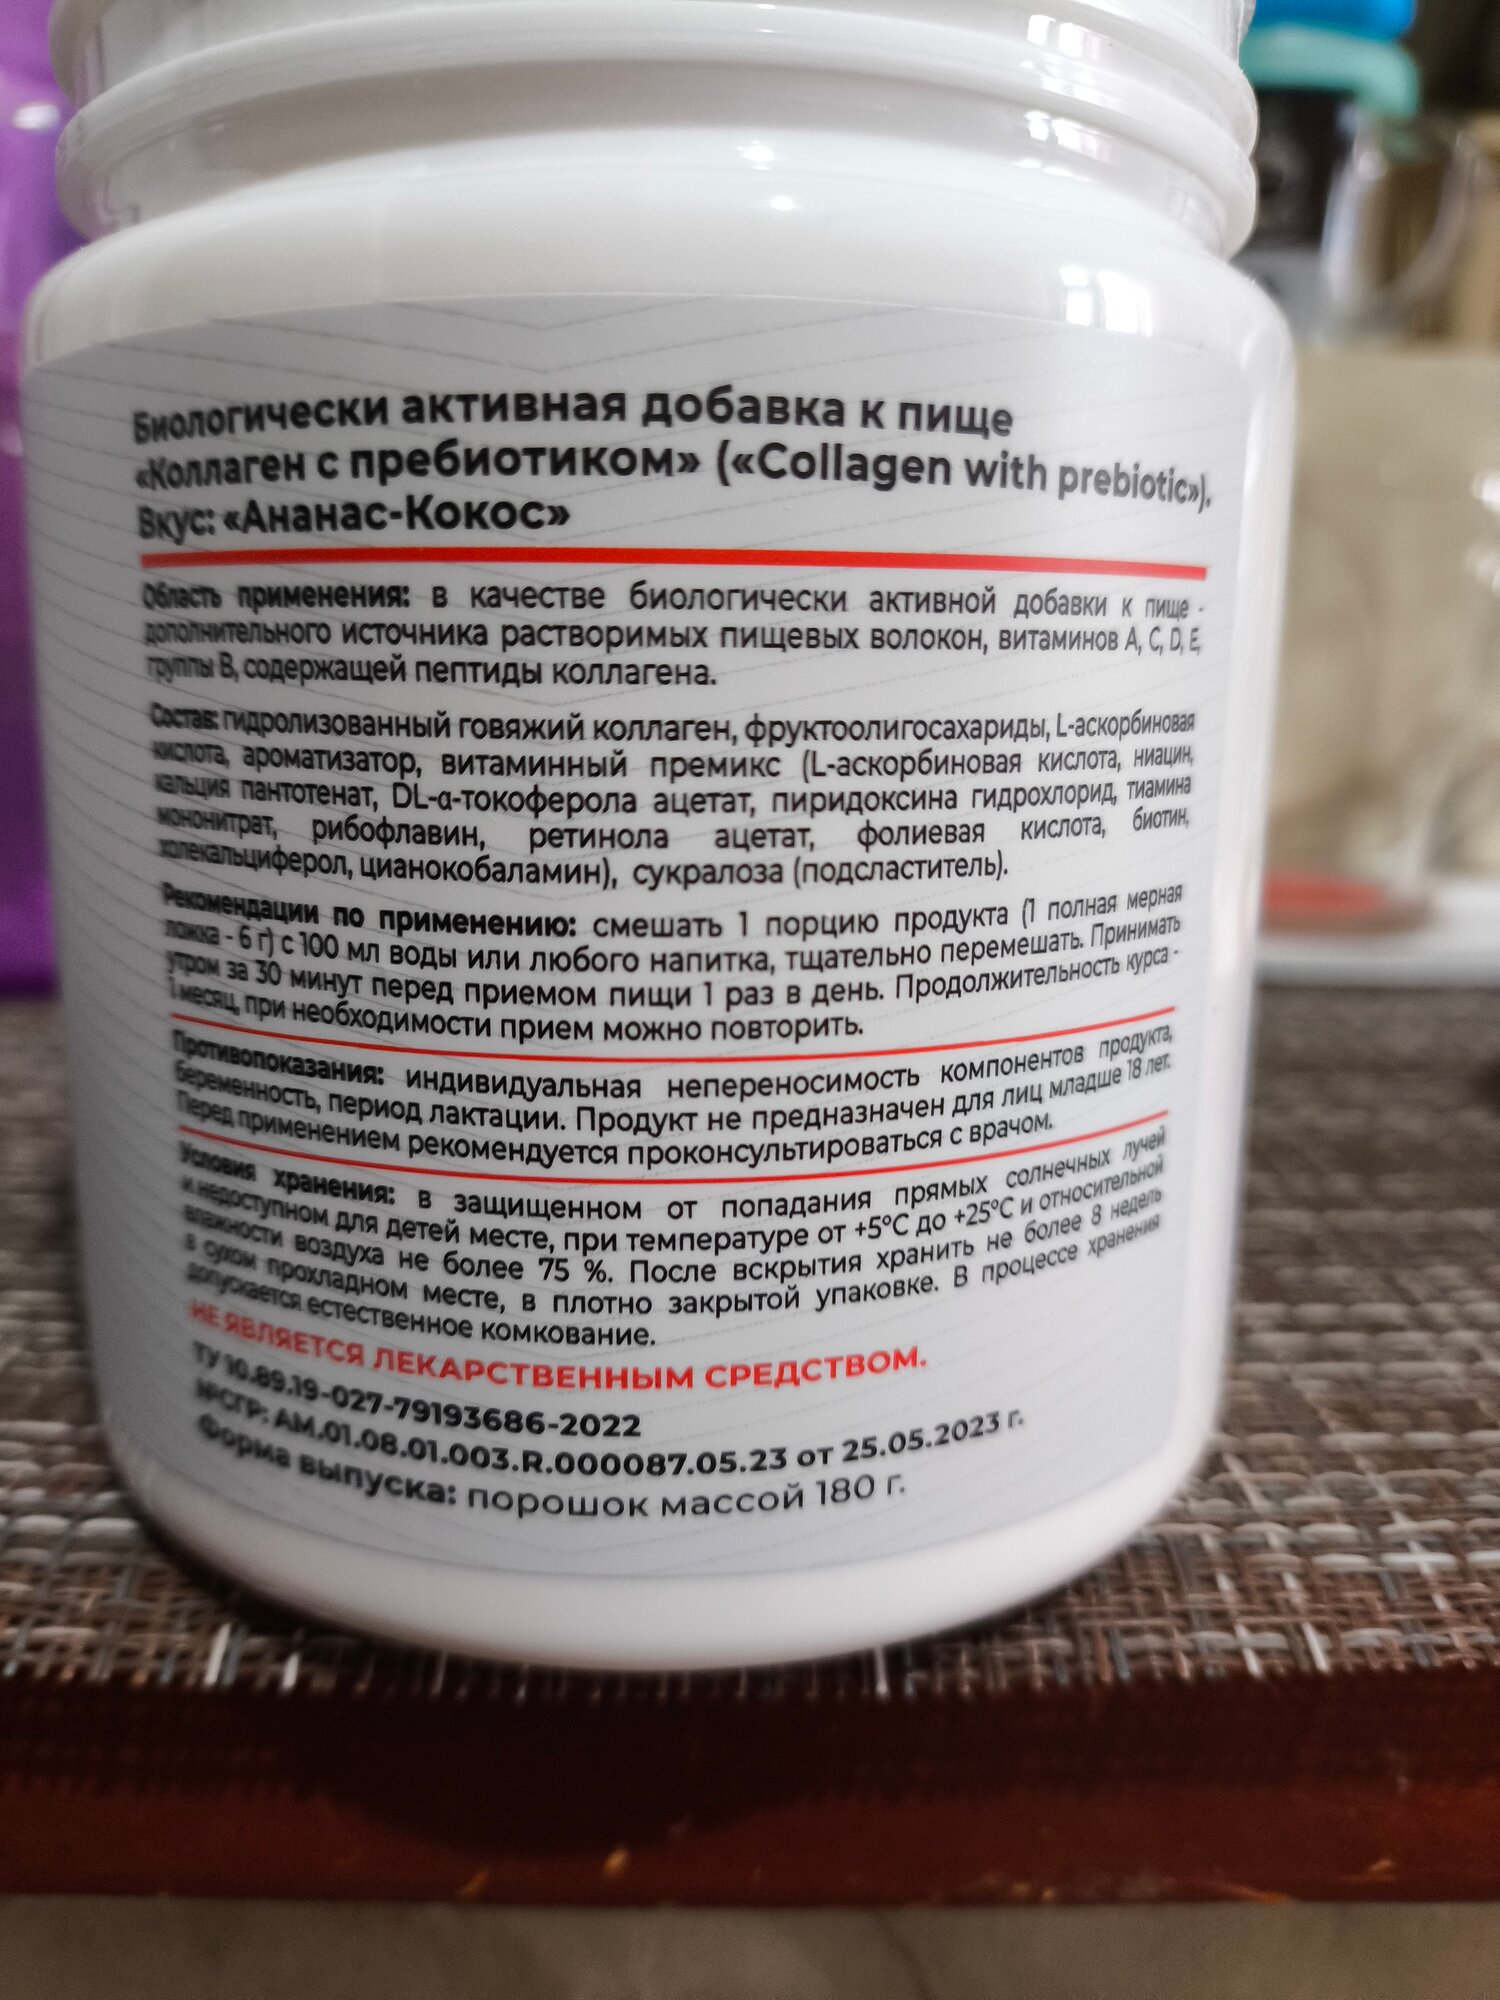 Биологически активная добавка к пище
«Коллаген с пребиотиком» («Collagen with prebiotic»).
Вкус: «Ананас-Кокос»
Область применения: в качестве биологически активной добавки к пище -
дополнительного источника растворимых пищевых волокон, витаминов A, C, D, E,
группы B, содержащей пептиды коллагена.
Состав: гидролизованный говяжий коллаген, фруктоолигосахариды, L-аскорбиновая
кислота, ароматизатор, витаминный премикс (L-аскорбиновая кислота, ниацин,
кальция пантотенат, DL-α-токоферола ацетат, пиридоксина гидрохлорид, тиамина
мононитрат, рибофлавин, ретинола ацетат, фолиевая кислота, биотин,
холекальциферол, цианокобаламин), сукралоза (подсластитель).
Рекомендации по применению: смешать 1 порцию продукта (1 полная мерная
ложка - 6 г) с 100 мл воды или любого напитка, тщательно перемешать. Принимать
утром за 30 минут перед приемом пищи 1 раз в день. Продолжительность курса -
1 месяц, при необходимости прием можно повторить.
Противопоказания: индивидуальная непереносимость компонентов продукта,
беременность, период лактации. Продукт не предназначен для лиц младше 18 лет.
Перед применением рекомендуется проконсультироваться с врачом.
Условия хранения: в защищенном от попадания прямых солнечных лучей
и недоступном для детей месте, при температуре от +5°C до +25°C и относительной
влажности воздуха не более 75 %. После вскрытия хранить не более 8 недель
в сухом прохладном месте, в плотно закрытой упаковке. В процессе хранения
допускается естественное комкование.
НЕ ЯВЛЯЕТСЯ ЛЕКАРСТВЕННЫМ СРЕДСТВОМ.
ТУ 10.89.19-027-79193686-2022
№СГР: AM.01.08.01.003.R.000087.05.23 от 25.05.2023 г.
Форма выпуска: порошок массой 180 г.